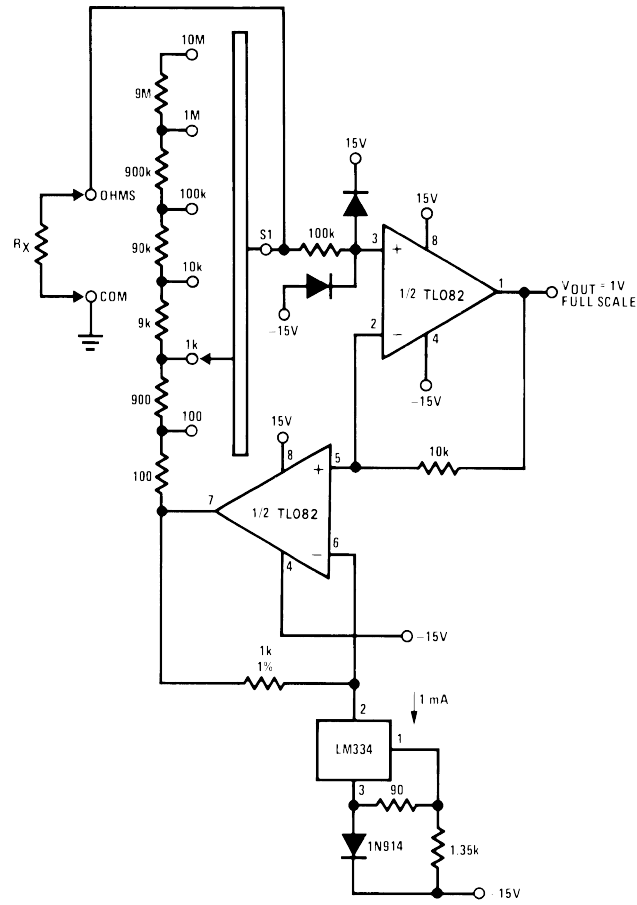 10M
9M
1M
900k
100k
OHMS
90k
RX
10k
COM
9k
1k
900
100
100
S1
100k
15V
-15V
3
+
15V
8
1/2 TL082
2
−
4
-15V
1
VOUT = 1V
FULL SCALE
10k
15V
8
5
+
7
1/2 TL082
6
−
4
-15V
1k
1%
2
1 mA
LM334
1
3
90
1N914
1.35k
-15V